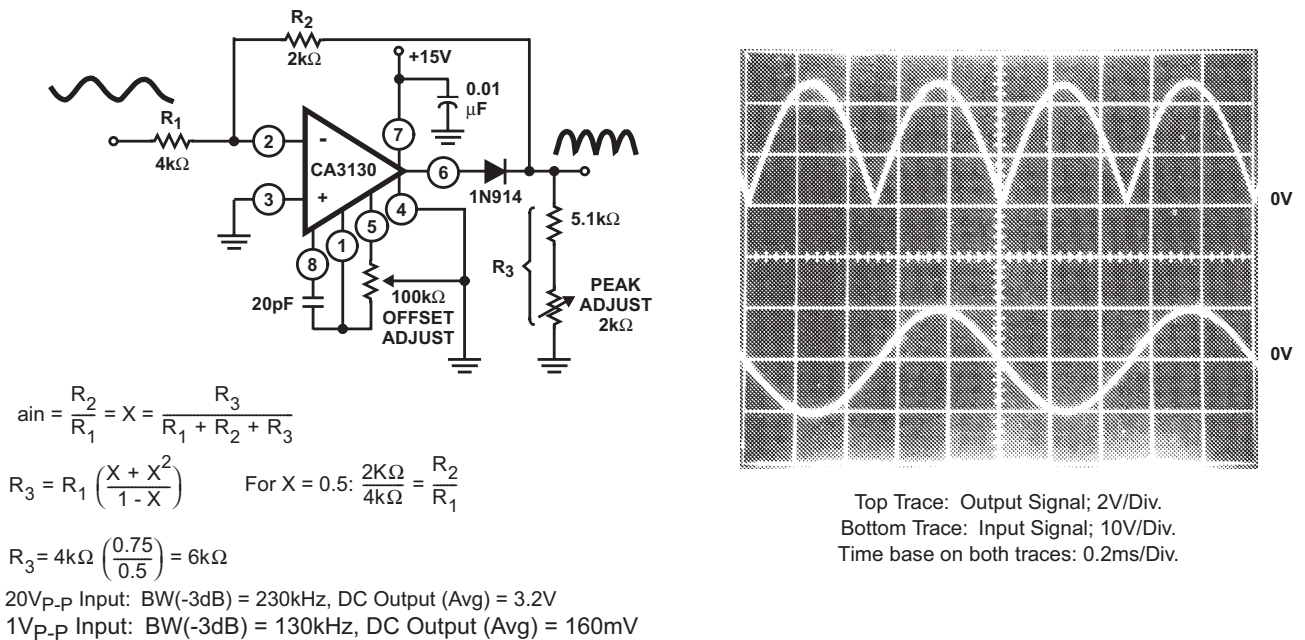 R2
2kΩ
+15V
0.01
µF
R1
4kΩ
2
-
7
CA3130
6
1N914
3
+
4
5
1
8
5.1kΩ
R3
20pF
100kΩ
OFFSET
ADJUST
PEAK
ADJUST
2kΩ
ain = R2/R1 = X = R3/(R1 + R2 + R3)
R3 = R1 ((X + X²)/(1 - X))
For X = 0.5: 2KΩ/4kΩ = R2/R1
R3= 4kΩ (0.75/0.5) = 6kΩ
20VP-P Input: BW(-3dB) = 230kHz, DC Output (Avg) = 3.2V
1VP-P Input: BW(-3dB) = 130kHz, DC Output (Avg) = 160mV
0V
0V
Top Trace: Output Signal; 2V/Div.
Bottom Trace: Input Signal; 10V/Div.
Time base on both traces: 0.2ms/Div.